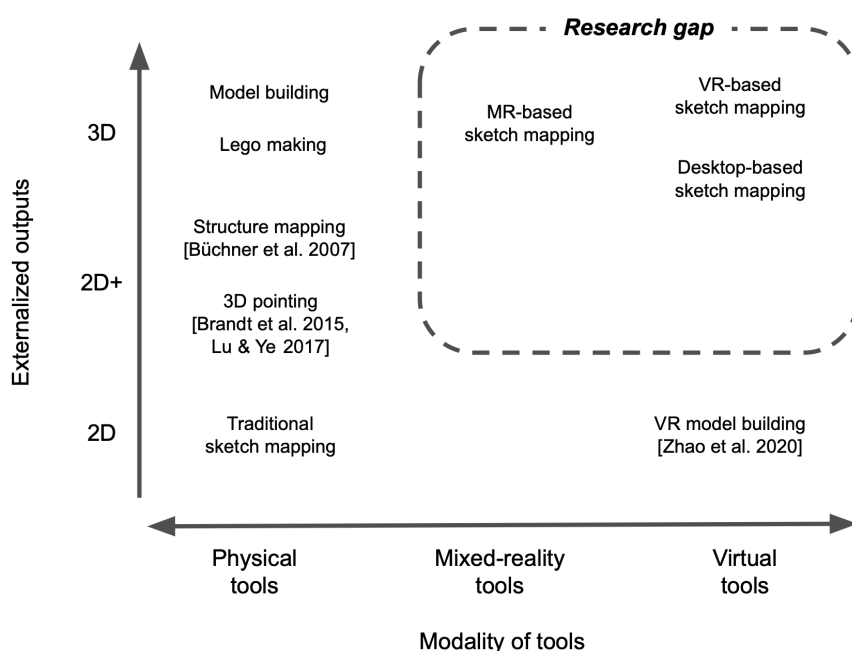 Research gap
Model building
Lego making
MR-based
sketch mapping
VR-based
sketch mapping
Desktop-based
sketch mapping
3D
Structure mapping
[Büchner et al. 2007]
2D+
3D pointing
[Brandt et al. 2015,
Lu & Ye 2017]
Externalized outputs
2D
Traditional
sketch mapping
VR model building
[Zhao et al. 2020]
Physical
tools
Mixed-reality
tools
Virtual
tools
Modality of tools